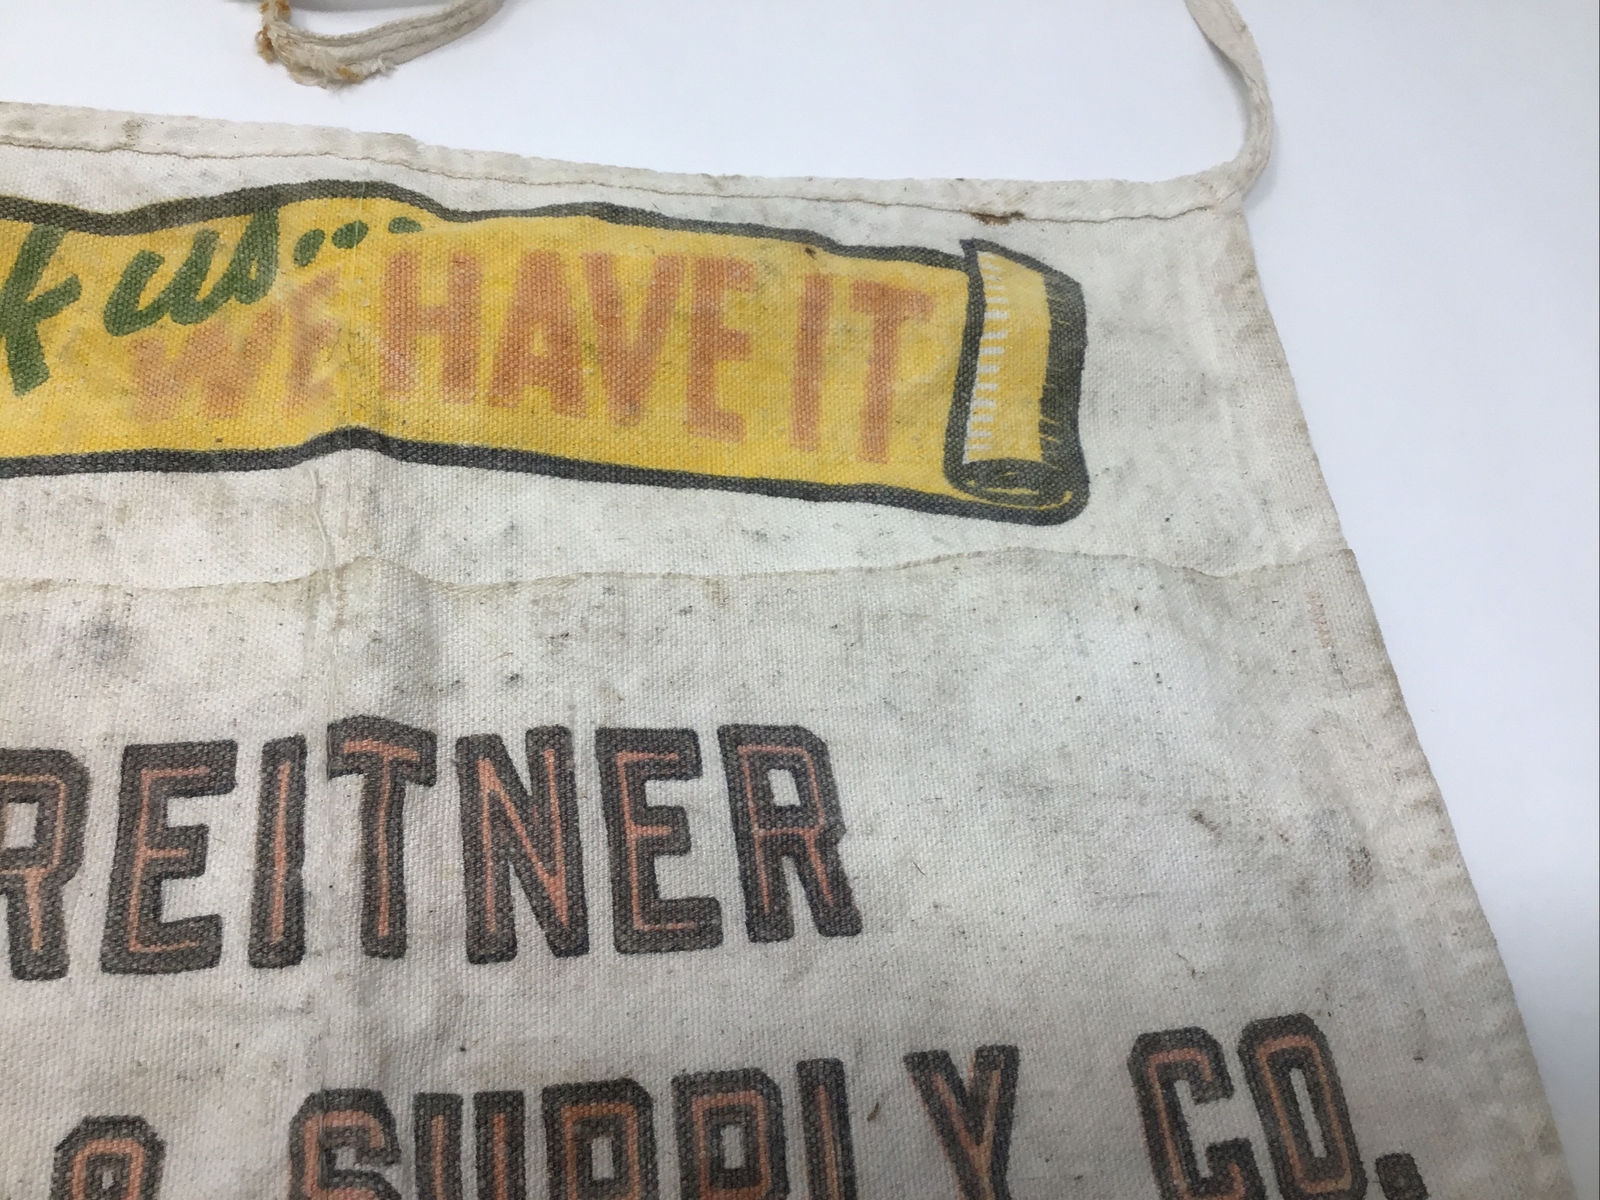 k us...
WE HAVE IT
REITNER
& SUPPLY CO.